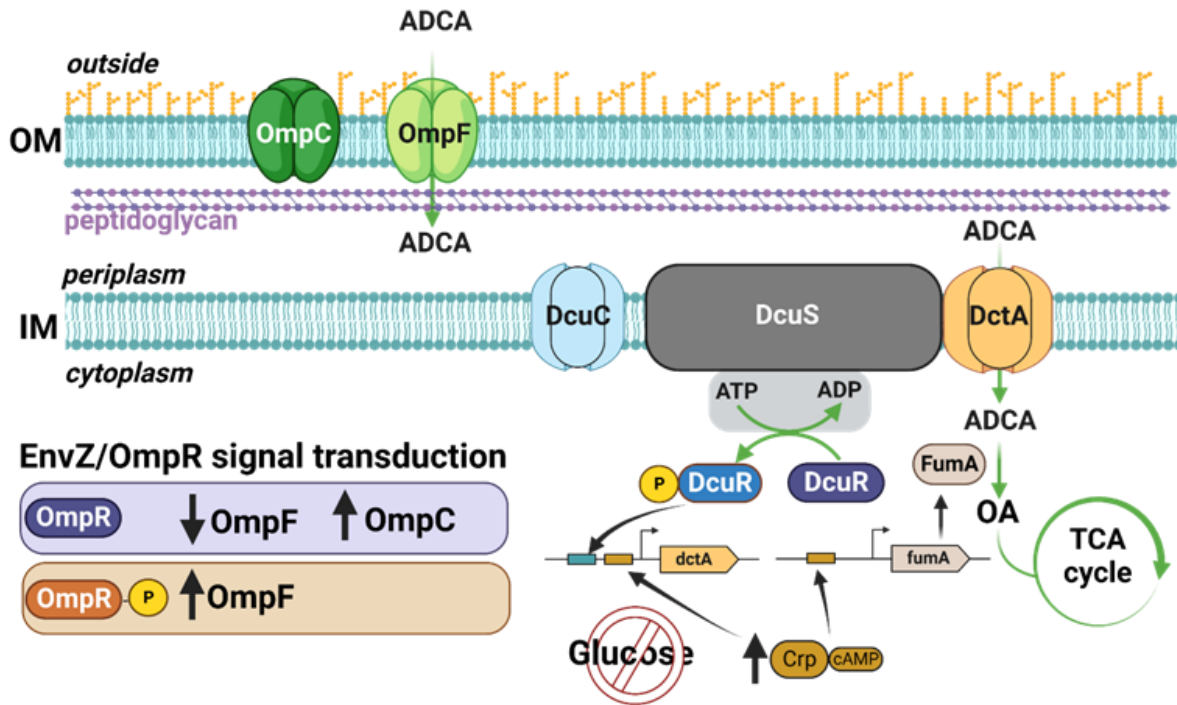 ADCA
outside
OM
OmpC
OmpF
peptidoglycan
ADCA
ADCA
periplasm
IM
DcuC
DcuS
DctA
cytoplasm
ATP
ADP
ADCA
EnvZ/OmpR signal transduction
OmpR
OmpF
OmpC
OmpR
P
OmpF
P
DcuR
DcuR
FumA
OA
dctA
fumA
TCA
cycle
Glucose
Crp
cAMP